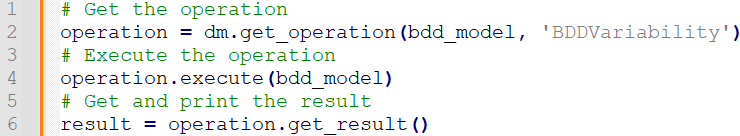 1 # Get the operation
2 operation = dm.get_operation(bdd_model, 'BDDVariability')
3 # Execute the operation
4 operation.execute(bdd_model)
5 # Get and print the result
6 result = operation.get_result()